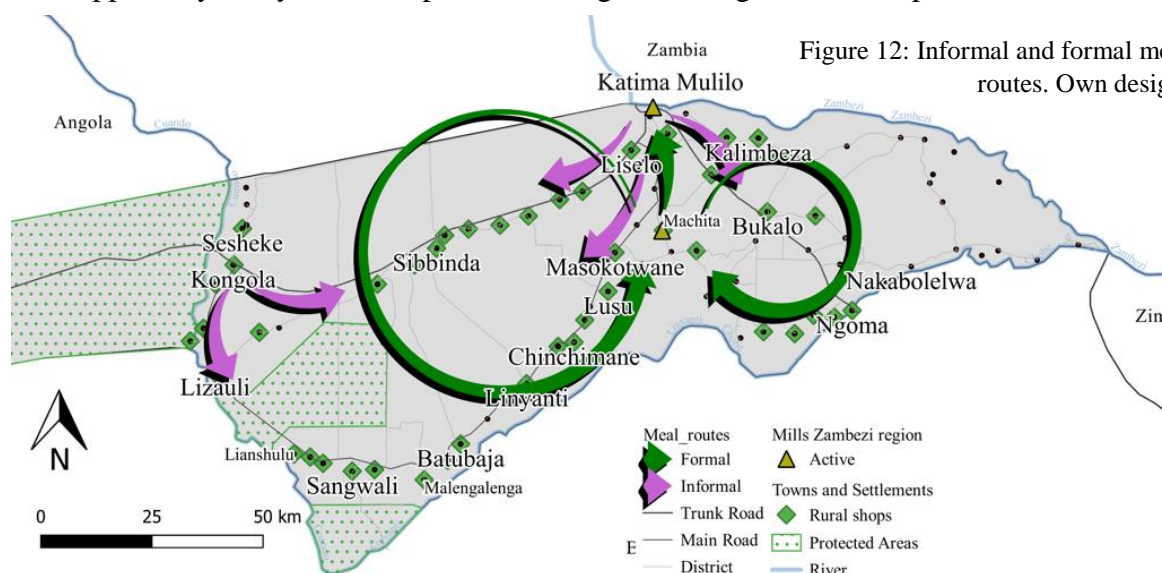 Figure 12: Informal and formal me
routes. Own desig
Zambia
Katima Mulilo
Angola
Cuando
Zambezi
Zambezi
Kalimbeza
Liselo
Machita
Bukalo
Cuando
Sesheke
Kongola
Sibbinda
Masokotwane
Lusu
Nakabolelwa
Ngoma
Zambezi
Zin
Linyanti
Chinchimane
Lizauli
Linyanti
Lianshulu
Batubaja
Sangwali
Malengalenga
N
0 25 50 km
Meal_routes
Formal
Informal
Trunk Road
Main Road
District
Mills Zambezi region
Active
Towns and Settlements
Rural shops
Protected Areas
River